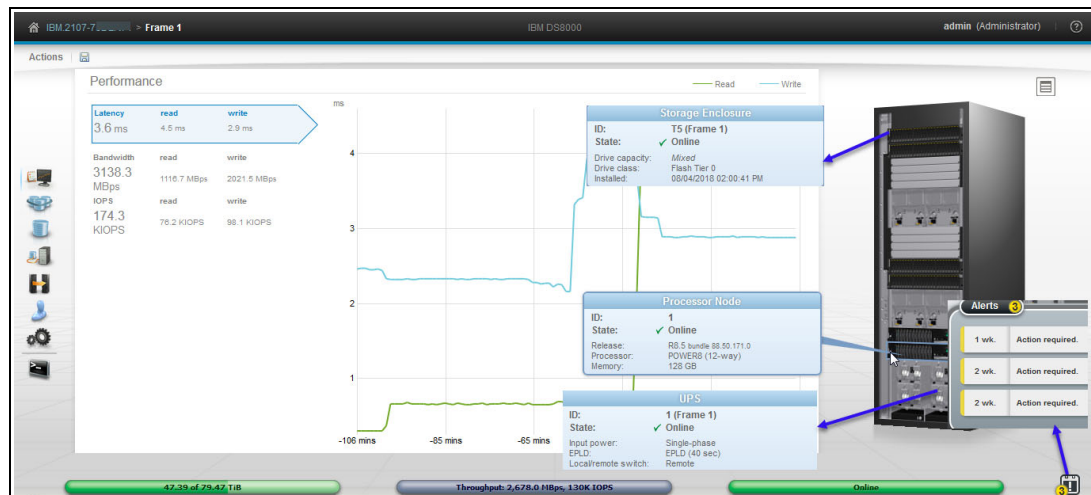 IBM.2107-7 > Frame 1
IBM DS8000
admin (Administrator)
?
Actions
Performance
Read
Write
Latency read write
3.6 ms 4.5 ms 2.9 ms
Bandwidth read write
3138.3 MBps 1116.7 MBps 2021.5 MBps
IOPS read write
174.3 KIOPS 76.2 KIOPS 98.1 KIOPS
ms
4
3
2
1
-106 mins
-85 mins
-65 mins
Storage Enclosure
ID: T5 (Frame 1)
State: ✓ Online
Drive capacity: Mixed
Drive class: Flash Tier 0
Installed: 08/04/2018 02:00:41 PM
Processor Node
ID: 1
State: ✓ Online
Release: R8.5 bundle 88.50.171.0
Processor: POWER8 (12-way)
Memory: 128 GB
UPS
ID: 1 (Frame 1)
State: ✓ Online
Input power: Single-phase
EPLD: EPLD (40 sec)
Local/remote switch: Remote
Alerts 3
1 wk. Action required.
2 wk. Action required.
2 wk. Action required.
47.39 of 79.47 TiB
Throughput: 2,678.0 MBps, 130K IOPS
Online
3